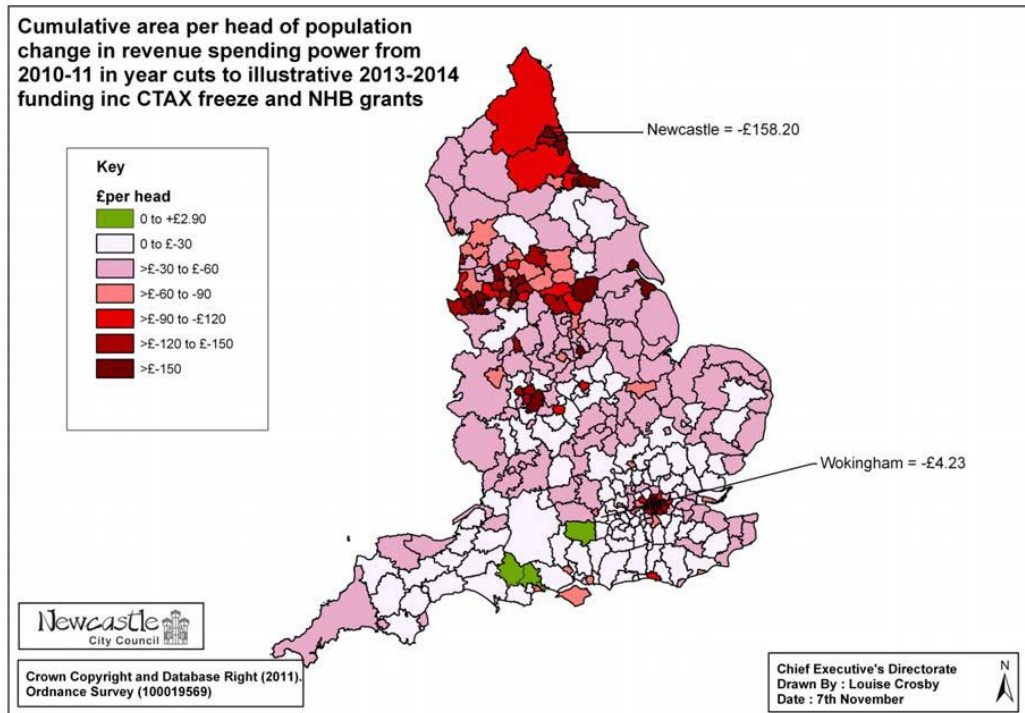 Cumulative area per head of population
change in revenue spending power from
2010-11 in year cuts to illustrative 2013-2014
funding inc CTAX freeze and NHB grants
Newcastle = -£158.20
Key
£per head
0 to +£2.90
0 to £-30
>£-30 to £-60
>£-60 to -90
>£-90 to -£120
>£-120 to £-150
>£-150
Wokingham = -£4.23
Newcastle
City Council
Crown Copyright and Database Right (2011).
Ordnance Survey (100019569)
Chief Executive's Directorate
Drawn By : Louise Crosby
Date : 7th November
N